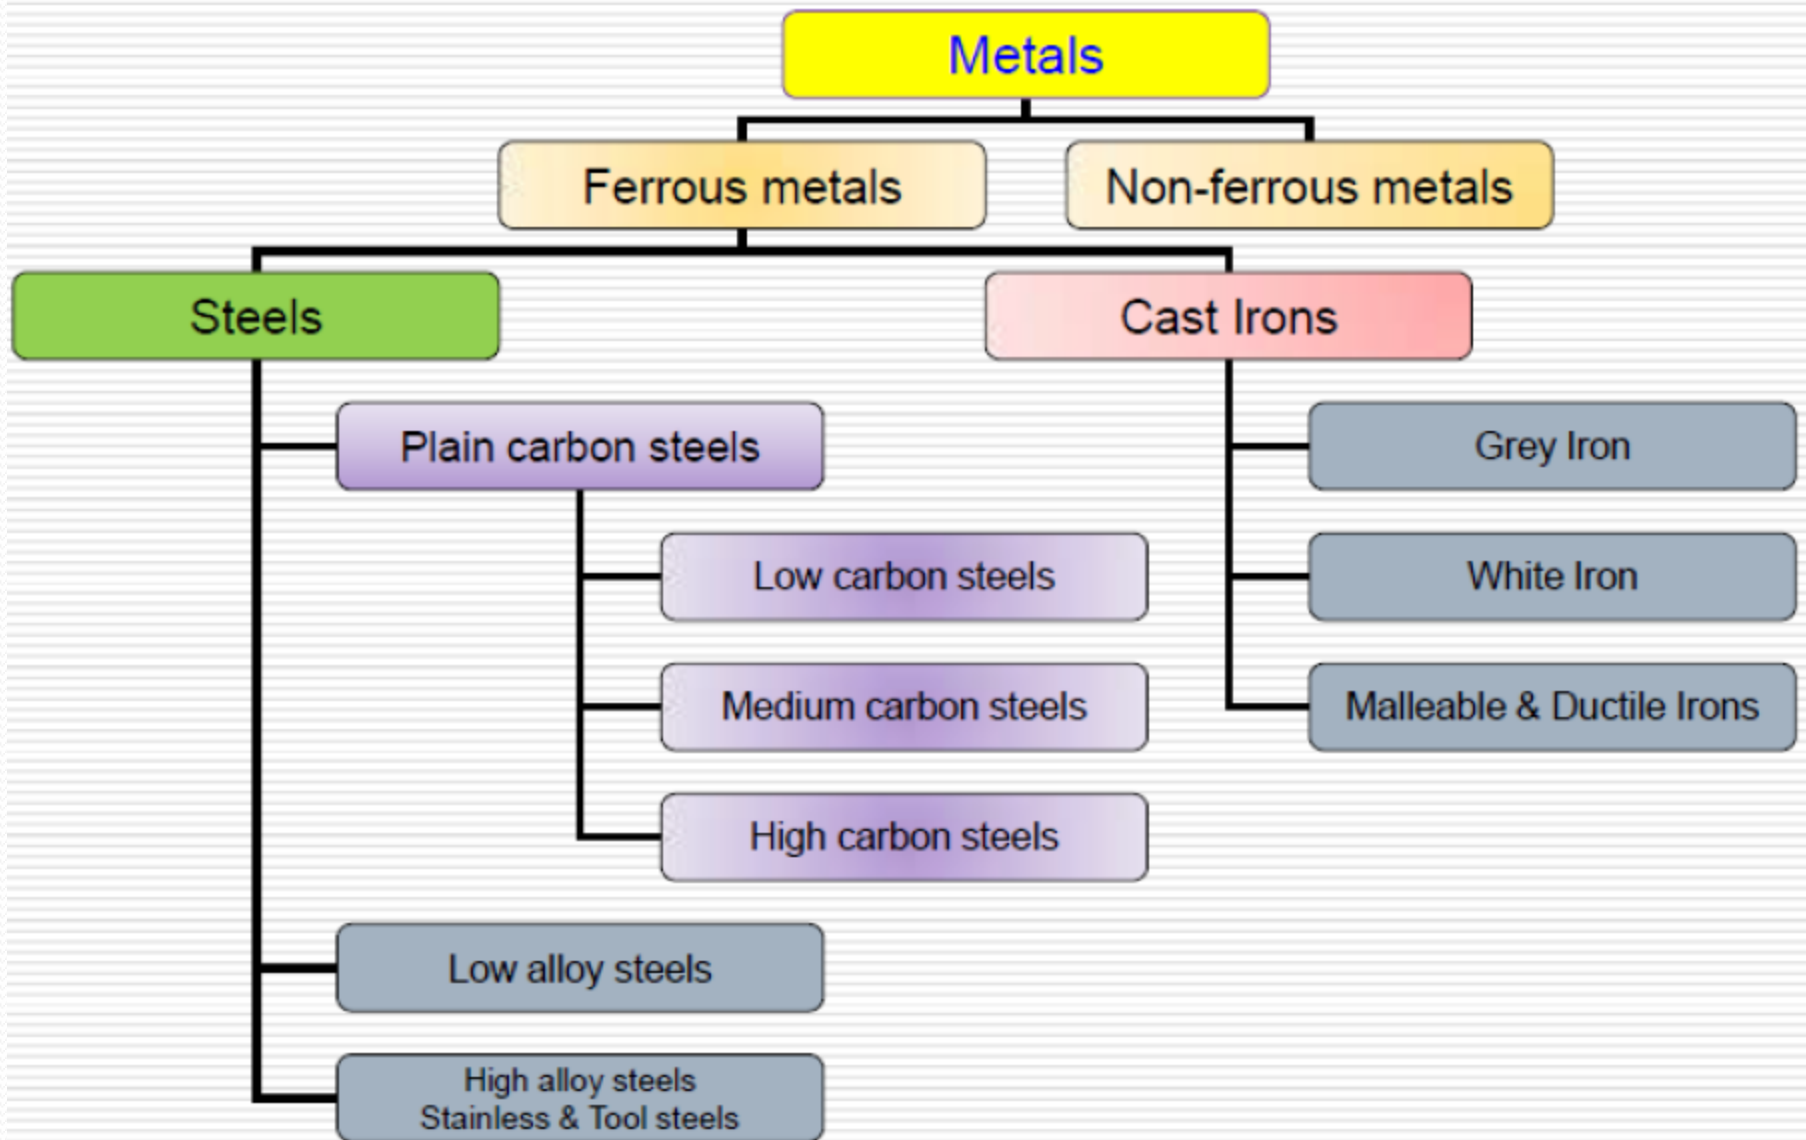 Metals
Ferrous metals
Non-ferrous metals
Steels
Cast Irons
Plain carbon steels
Grey Iron
Low carbon steels
White Iron
Medium carbon steels
Malleable & Ductile Irons
High carbon steels
Low alloy steels
High alloy steels
Stainless & Tool steels